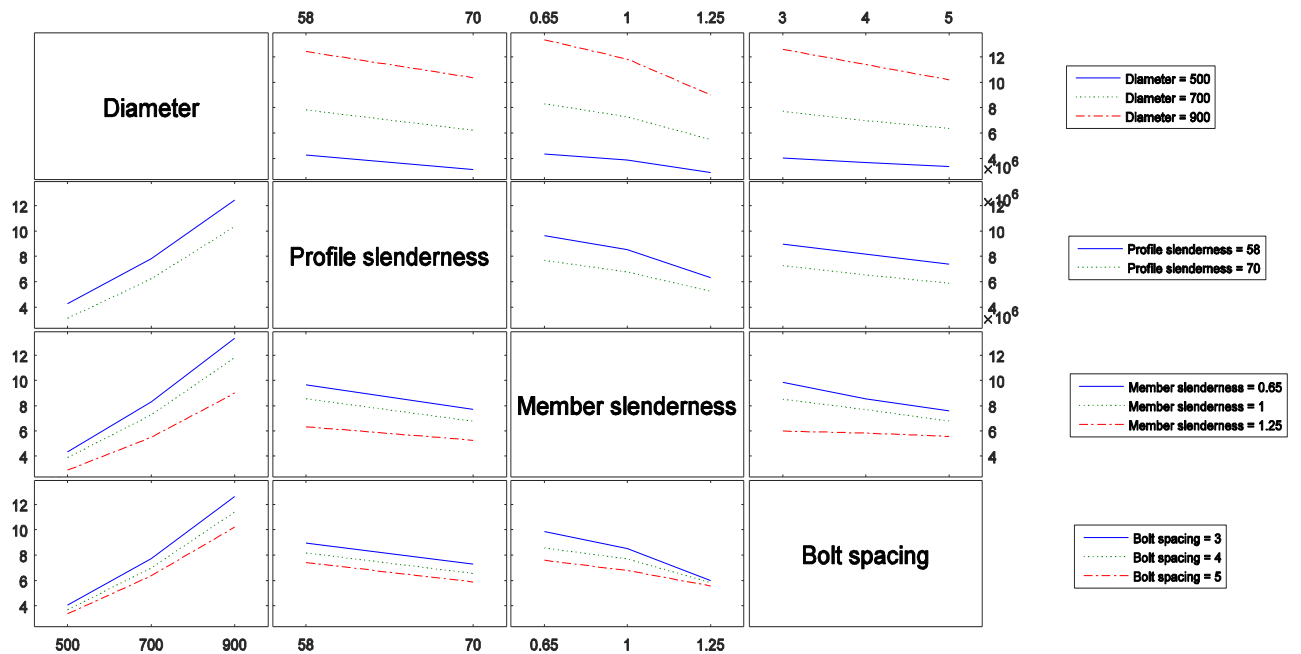 58 70 0.65 1 1.25 3 4 5
Diameter
12
10
8
6
4
×10⁶
Diameter = 500
Diameter = 700
Diameter = 900
12
10
8
6
4
Profile slenderness
×10⁶
12
10
8
6
4
×10⁶
Profile slenderness = 58
Profile slenderness = 70
12
10
8
6
4
Member slenderness
12
10
8
6
4
Member slenderness = 0.65
Member slenderness = 1
Member slenderness = 1.25
12
10
8
6
4
Bolt spacing
Bolt spacing = 3
Bolt spacing = 4
Bolt spacing = 5
500 700 900 58 70 0.65 1 1.25